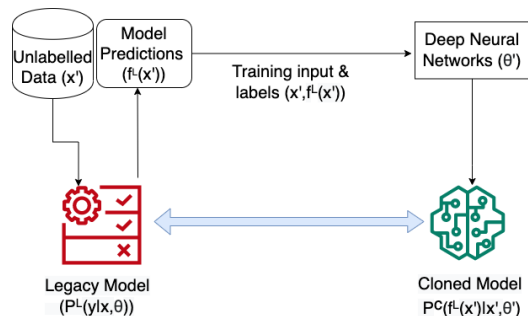 Unlabelled
Data (x')
Model
Predictions
(fᴸ(x'))
Training input &
labels (x',fᴸ(x'))
Deep Neural
Networks (θ')
Legacy Model
(Pᴸ(y|x,θ))
Cloned Model
Pᶜ(fᴸ(x')|x',θ')